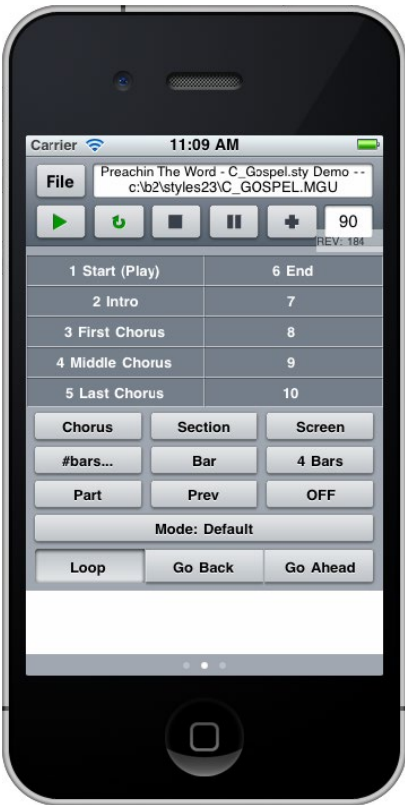 Carrier 11:09 AM
File
Preachin The Word - C_Gospel.sty Demo --
c:\b2\styles23\C_GOSPEL.MGU
90
REV: 184
1 Start (Play) 6 End
2 Intro 7
3 First Chorus 8
4 Middle Chorus 9
5 Last Chorus 10
Chorus Section Screen
#bars... Bar 4 Bars
Part Prev OFF
Mode: Default
Loop Go Back Go Ahead